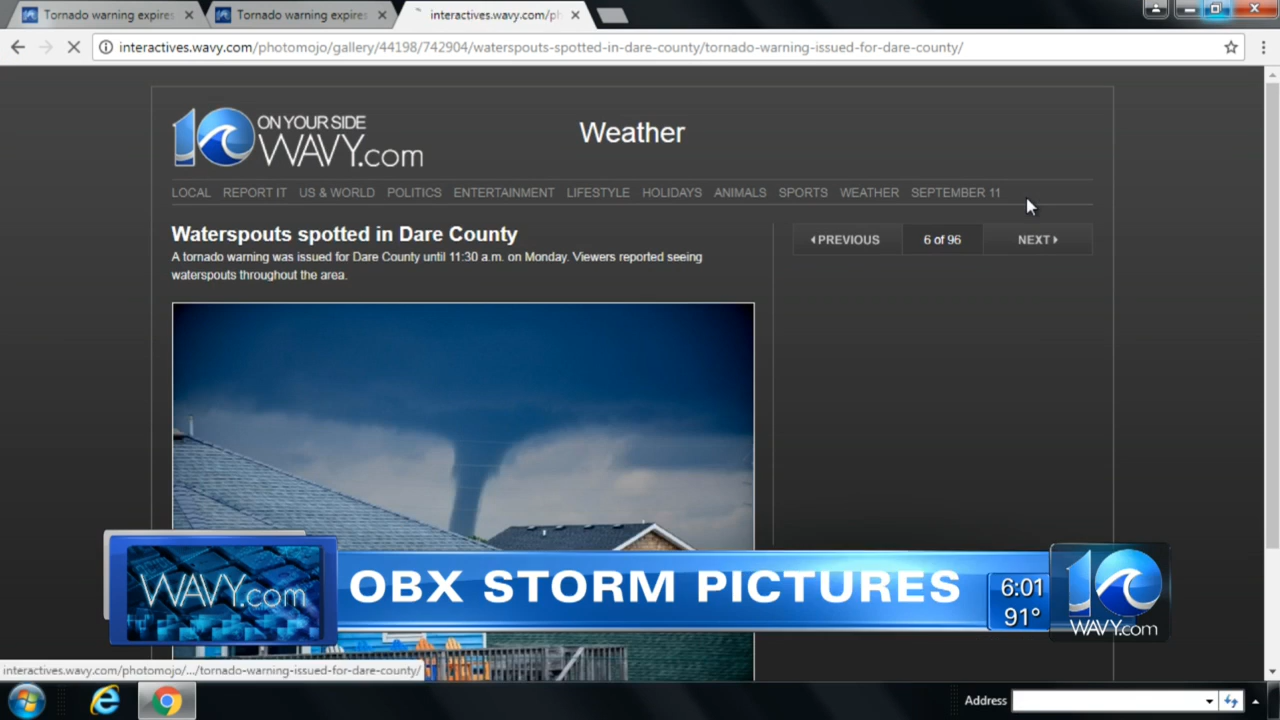 Tornado warning expires
Tornado warning expires
interactives.wavy.com/ph
interactives.wavy.com/photomojo/gallery/44198/742904/waterspouts-spotted-in-dare-county/tornado-warning-issued-for-dare-county/
10 ON YOUR SIDE
WAVY.com
Weather
LOCAL REPORT IT US & WORLD POLITICS ENTERTAINMENT LIFESTYLE HOLIDAYS ANIMALS SPORTS WEATHER SEPTEMBER 11
Waterspouts spotted in Dare County
PREVIOUS 6 of 96 NEXT
A tornado warning was issued for Dare County until 11:30 a.m. on Monday. Viewers reported seeing
waterspouts throughout the area.
WAVY.com
OBX STORM PICTURES
6:01
91°
10
WAVY.com
interactives.wavy.com/photomojo/.../tornado-warning-issued-for-dare-county/
Address